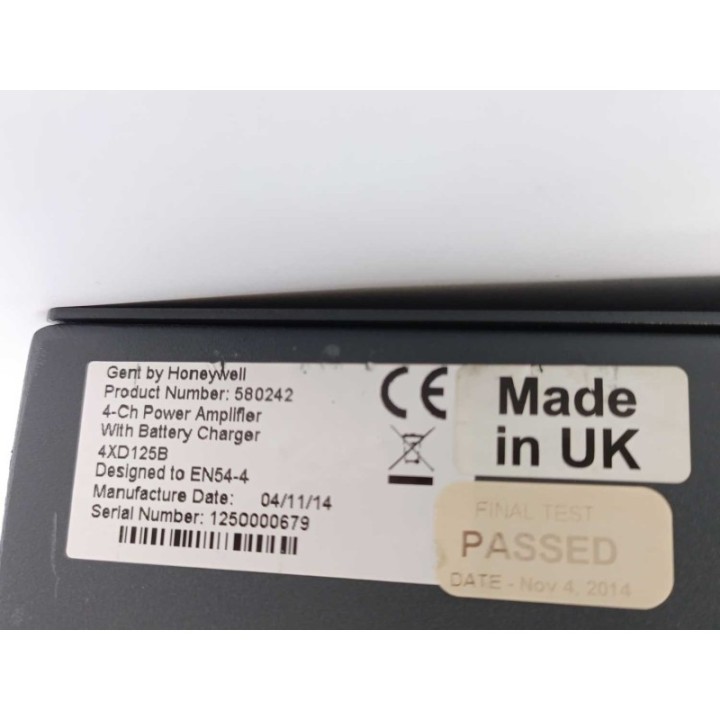 Gent by Honeywell
Product Number: 580242
4-Ch Power Amplifier
With Battery Charger
4XD125B
Designed to EN54-4
Manufacture Date: 04/11/14
Serial Number: 1250000679
CE
Made
in UK
FINAL TEST
PASSED
DATE - Nov 4, 2014